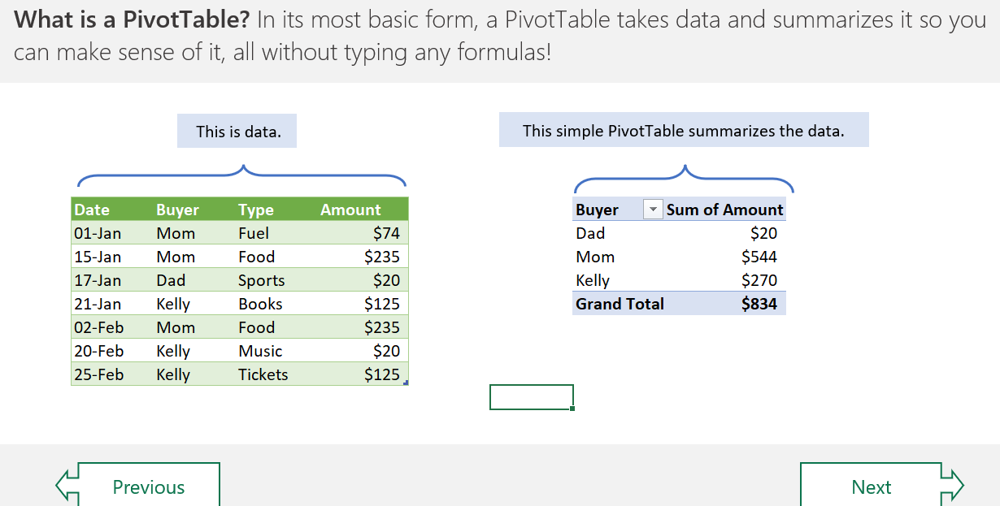 What is a PivotTable? In its most basic form, a PivotTable takes data and summarizes it so you
can make sense of it, all without typing any formulas!
This is data.
This simple PivotTable summarizes the data.
Date Buyer Type Amount
01-Jan Mom Fuel $74
15-Jan Mom Food $235
17-Jan Dad Sports $20
21-Jan Kelly Books $125
02-Feb Mom Food $235
20-Feb Kelly Music $20
25-Feb Kelly Tickets $125
Buyer Sum of Amount
Dad $20
Mom $544
Kelly $270
Grand Total $834
Previous
Next